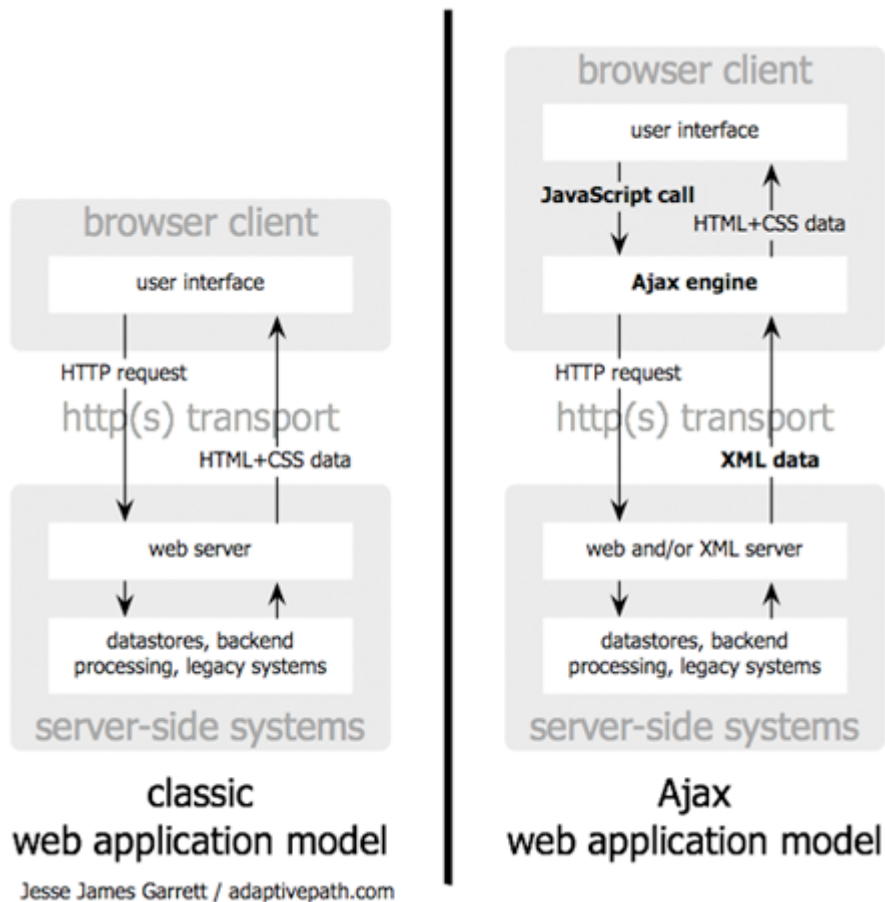 browser client
user interface
HTTP request
http(s) transport
HTML+CSS data
web server
datastores, backend
processing, legacy systems
server-side systems
classic
web application model
Jesse James Garrett / adaptivepath.com
browser client
user interface
JavaScript call
HTML+CSS data
Ajax engine
HTTP request
http(s) transport
XML data
web and/or XML server
datastores, backend
processing, legacy systems
server-side systems
Ajax
web application model